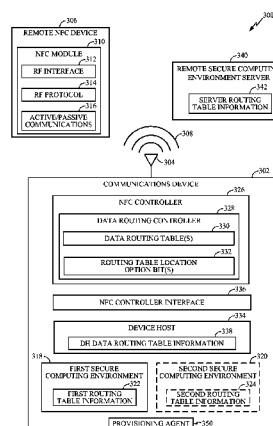 300
306
REMOTE NFC DEVICE
310
NFC MODULE
312
RF INTERFACE
314
RF PROTOCOL
316
ACTIVE/PASSIVE
COMMUNICATIONS
340
REMOTE SECURE COMPUTING
ENVIRONMENT SERVER
342
SERVER ROUTING
TABLE INFORMATION
308
304
302
COMMUNICATIONS DEVICE
326
NFC CONTROLLER
328
DATA ROUTING CONTROLLER
330
DATA ROUTING TABLE(S)
332
ROUTING TABLE LOCATION
OPTION BIT(S)
336
NFC CONTROLLER INTERFACE
334
DEVICE HOST
338
DH DATA ROUTING TABLE INFORMATION
318
FIRST SECURE
COMPUTING ENVIRONMENT
322
FIRST ROUTING
TABLE INFORMATION
320
SECOND SECURE
COMPUTING ENVIRONMENT
324
SECOND ROUTING
TABLE INFORMATION
PROVISIONING AGENT
350